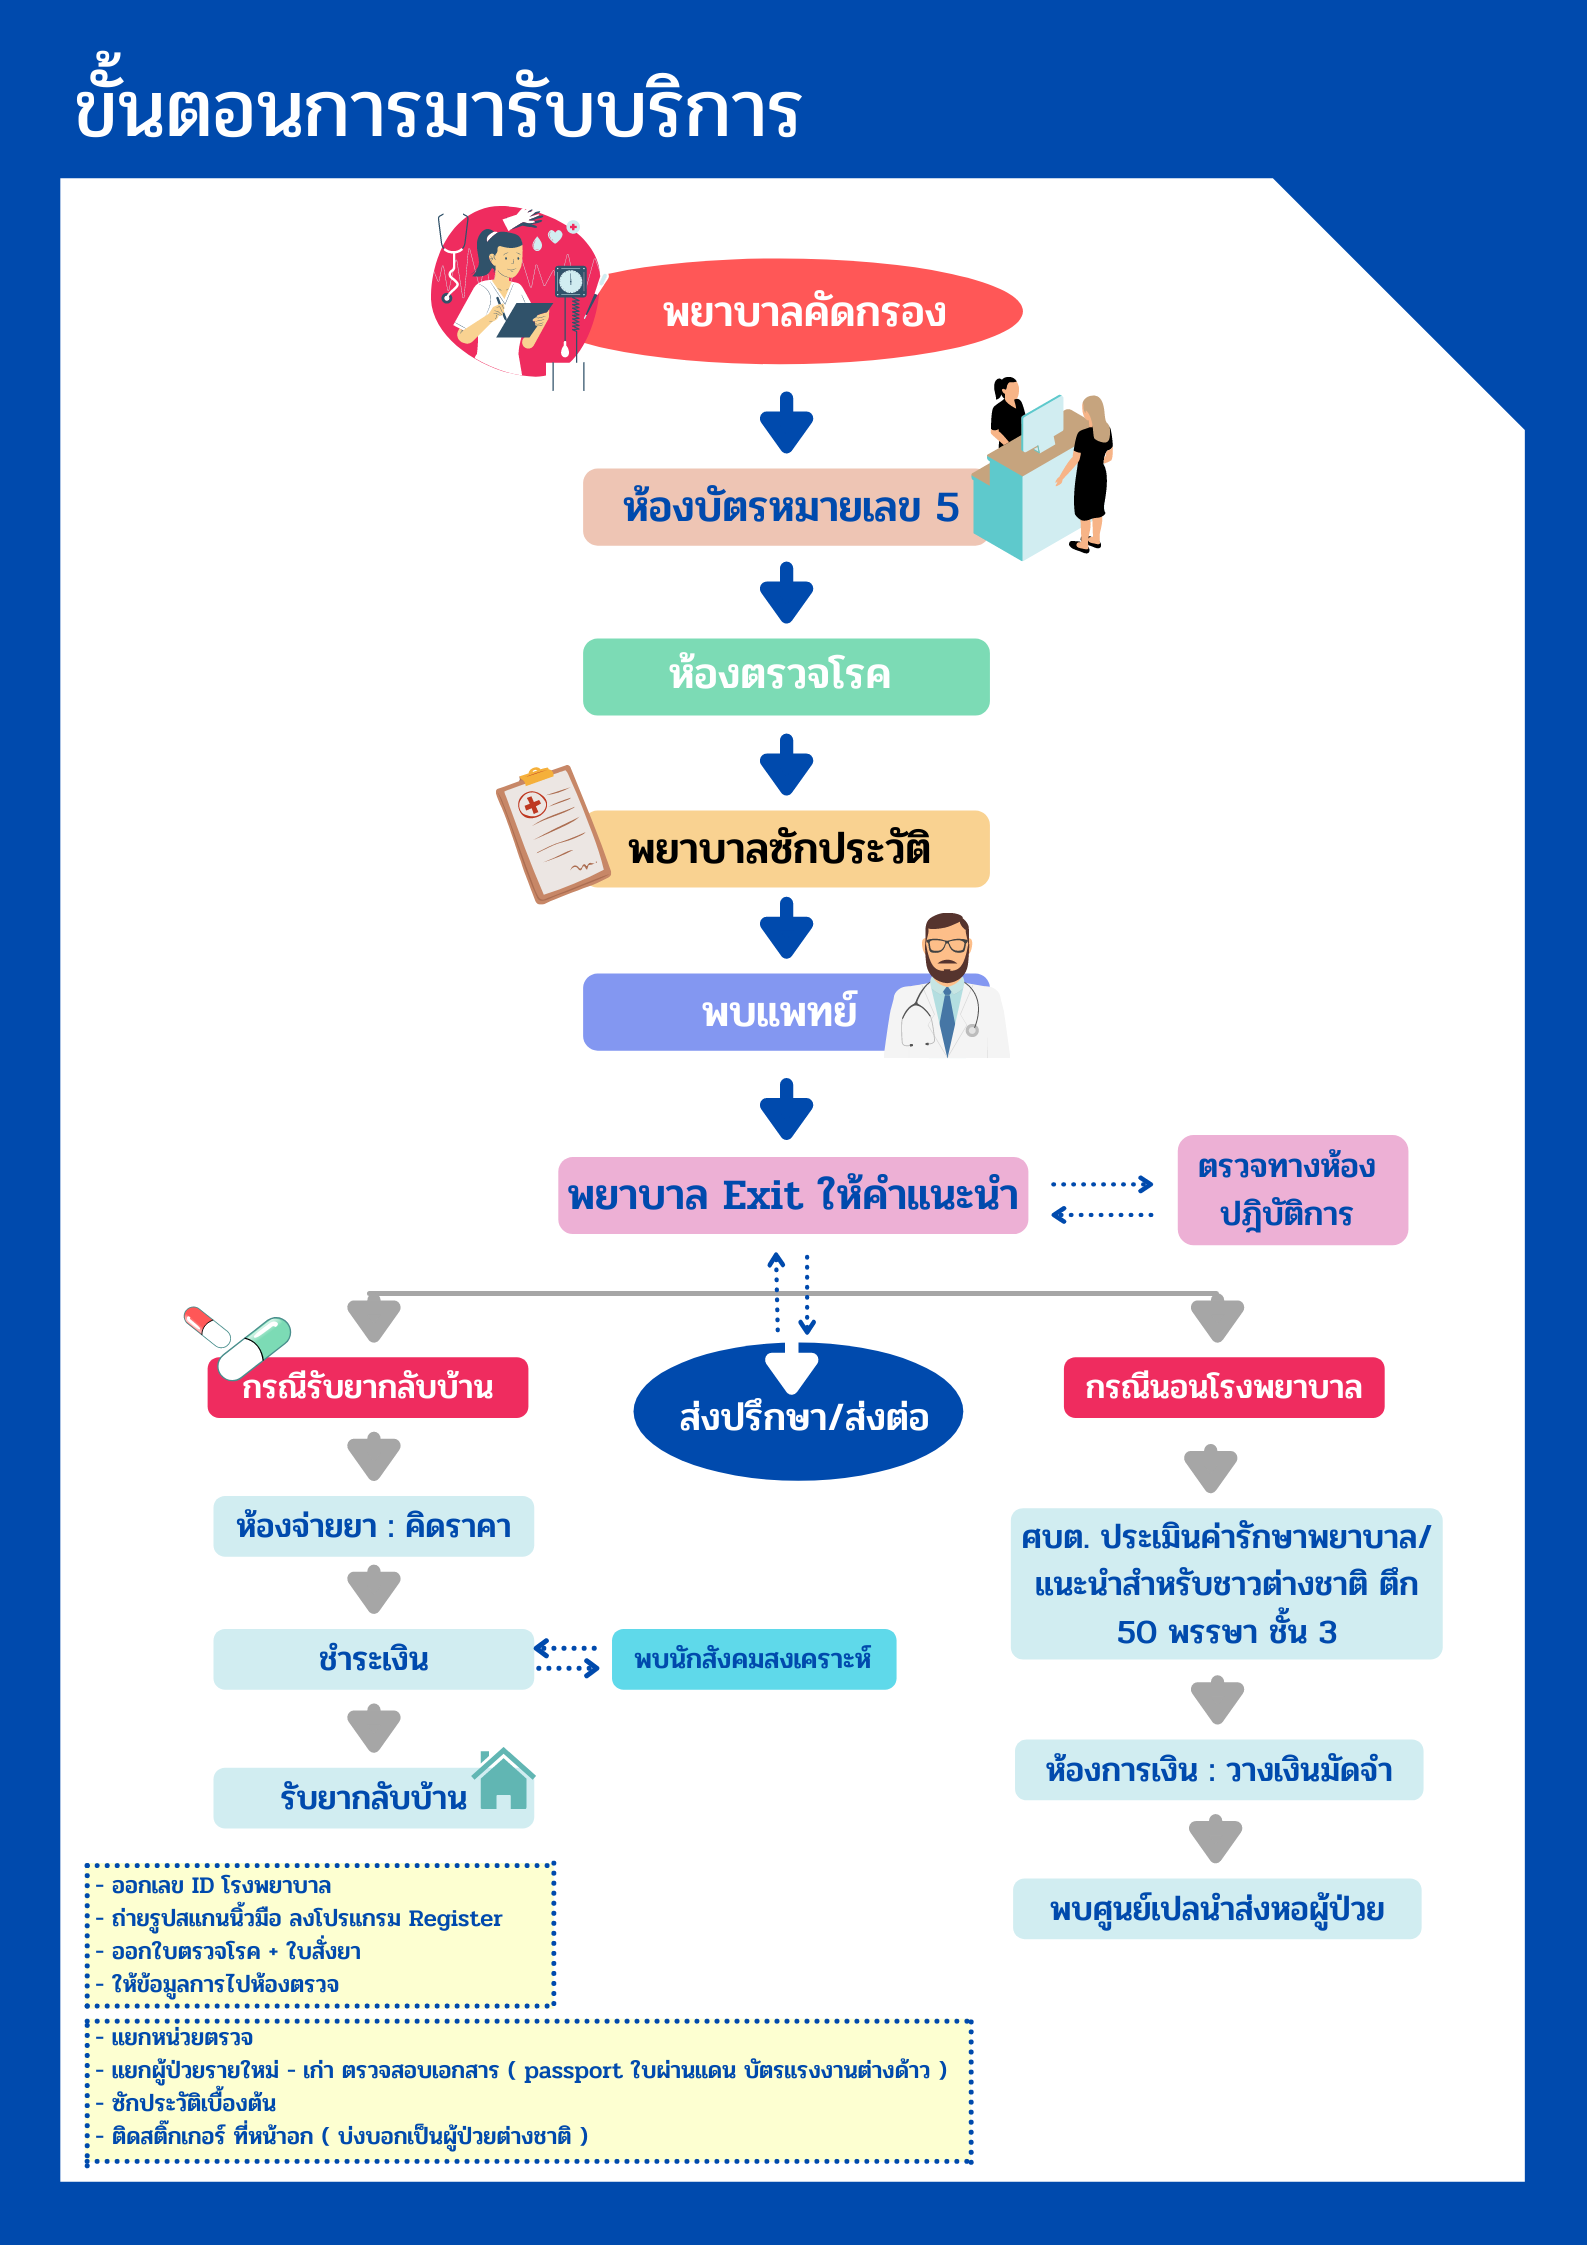 ขั้นตอนการมารับบริการ
พยาบาลคัดกรอง
ห้องบัตรหมายเลข 5
ห้องตรวจโรค
พยาบาลซักประวัติ
พบแพทย์
พยาบาล Exit ให้คำแนะนำ
ตรวจทางห้อง
ปฎิบัติการ
กรณีรับยากลับบ้าน
ส่งปรึกษา/ส่งต่อ
กรณีนอนโรงพยาบาล
ห้องจ่ายยา : คิดราคา
ชำระเงิน
พบนักสังคมสงเคราะห์
รับยากลับบ้าน
ศบต. ประเมินค่ารักษาพยาบาล/
แนะนำสำหรับชาวต่างชาติ ตึก
50 พรรษา ชั้น 3
ห้องการเงิน : วางเงินมัดจำ
พบศูนย์เปลนำส่งหอผู้ป่วย
- ออกเลข ID โรงพยาบาล
- ถ่ายรูปสแกนนิ้วมือ ลงโปรแกรม Register
- ออกใบตรวจโรค + ใบสั่งยา
- ให้ข้อมูลการไปห้องตรวจ
- แยกหน่วยตรวจ
- แยกผู้ป่วยรายใหม่ - เก่า ตรวจสอบเอกสาร ( passport ใบผ่านแดน บัตรแรงงานต่างด้าว )
- ซักประวัติเบื้องต้น
- ติดสติ๊กเกอร์ ที่หน้าอก ( บ่งบอกเป็นผู้ป่วยต่างชาติ )